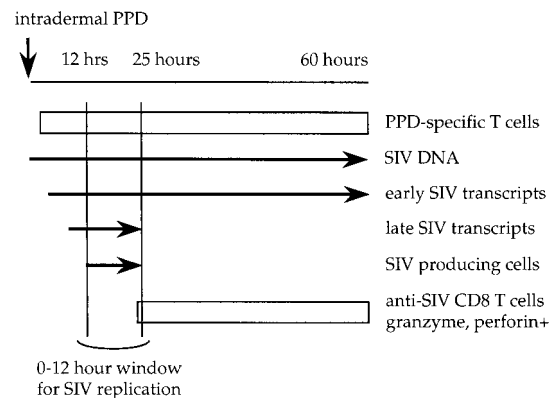 intradermal PPD
12 hrs
25 hours
60 hours
PPD-specific T cells
SIV DNA
early SIV transcripts
late SIV transcripts
SIV producing cells
anti-SIV CD8 T cells
granzyme, perforin+
0-12 hour window
for SIV replication